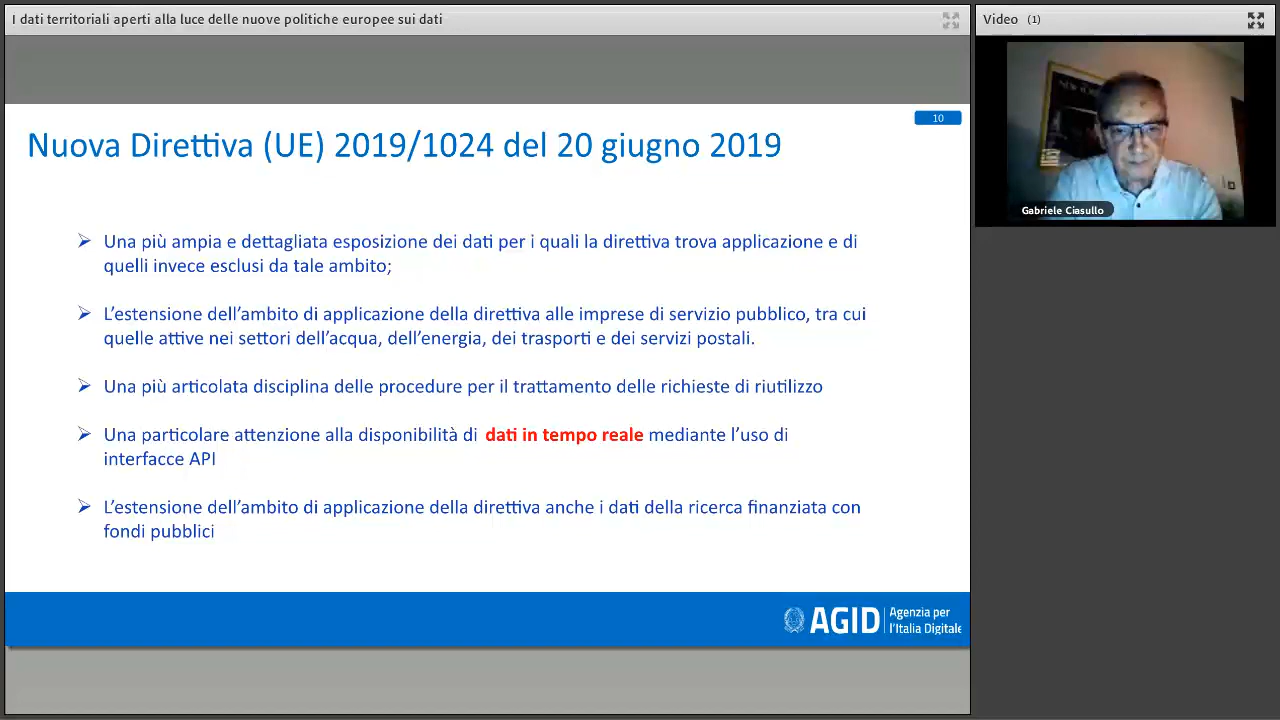 I dati territoriali aperti alla luce delle nuove politiche europee sui dati
Video (1)
10
Nuova Direttiva (UE) 2019/1024 del 20 giugno 2019
Una più ampia e dettagliata esposizione dei dati per i quali la direttiva trova applicazione e di
quelli invece esclusi da tale ambito;
L’estensione dell’ambito di applicazione della direttiva alle imprese di servizio pubblico, tra cui
quelle attive nei settori dell’acqua, dell’energia, dei trasporti e dei servizi postali.
Una più articolata disciplina delle procedure per il trattamento delle richieste di riutilizzo
Una particolare attenzione alla disponibilità di dati in tempo reale mediante l’uso di
interfacce API
L’estensione dell’ambito di applicazione della direttiva anche i dati della ricerca finanziata con
fondi pubblici
AGID Agenzia per
l’Italia Digitale
Gabriele Ciasullo